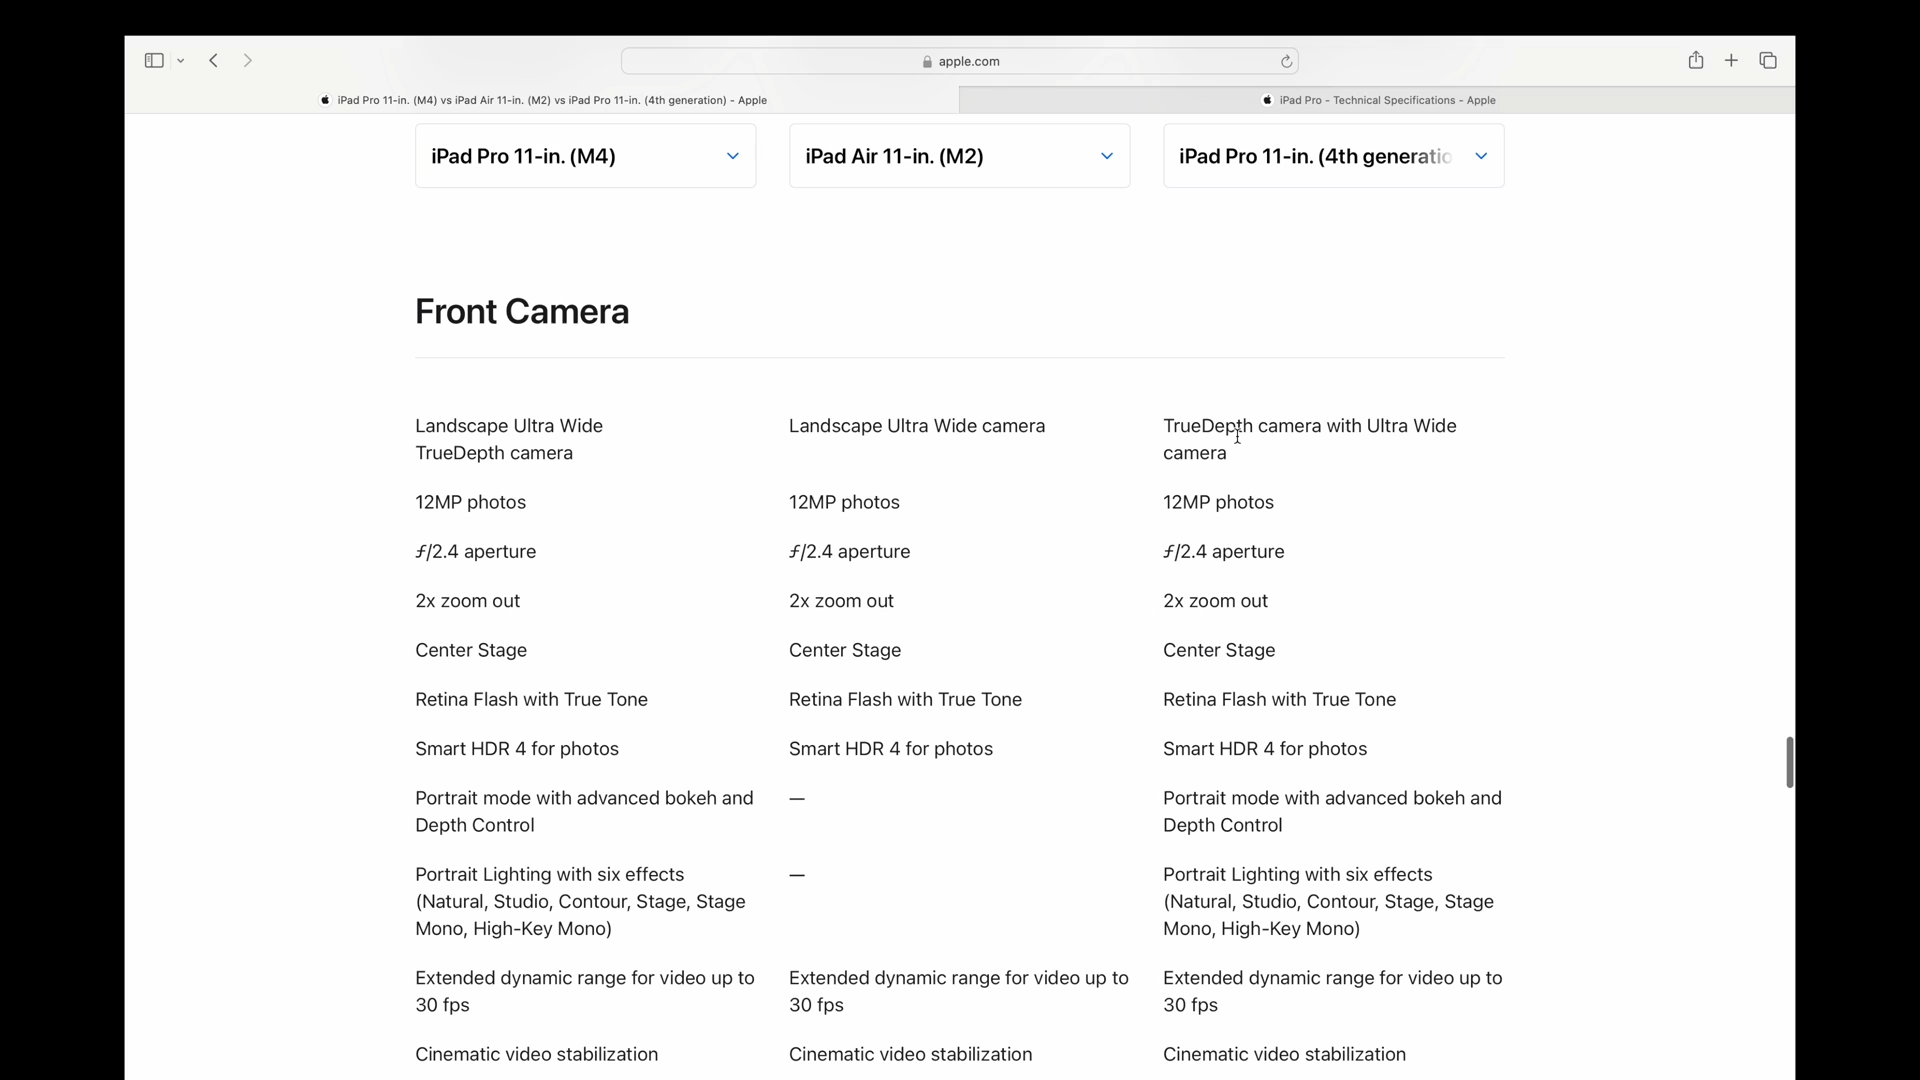 apple.com
iPad Pro 11-in. (M4) vs iPad Air 11-in. (M2) vs iPad Pro 11-in. (4th generation) - Apple
iPad Pro - Technical Specifications - Apple
iPad Pro 11-in. (M4)
iPad Air 11-in. (M2)
iPad Pro 11-in. (4th generatio
Front Camera
Landscape Ultra Wide
TrueDepth camera
Landscape Ultra Wide camera
TrueDepth camera with Ultra Wide
camera
12MP photos
12MP photos
12MP photos
ƒ/2.4 aperture
ƒ/2.4 aperture
ƒ/2.4 aperture
2x zoom out
2x zoom out
2x zoom out
Center Stage
Center Stage
Center Stage
Retina Flash with True Tone
Retina Flash with True Tone
Retina Flash with True Tone
Smart HDR 4 for photos
Smart HDR 4 for photos
Smart HDR 4 for photos
Portrait mode with advanced bokeh and
Depth Control
—
Portrait mode with advanced bokeh and
Depth Control
Portrait Lighting with six effects
(Natural, Studio, Contour, Stage, Stage
Mono, High-Key Mono)
—
Portrait Lighting with six effects
(Natural, Studio, Contour, Stage, Stage
Mono, High-Key Mono)
Extended dynamic range for video up to
30 fps
Extended dynamic range for video up to
30 fps
Extended dynamic range for video up to
30 fps
Cinematic video stabilization
Cinematic video stabilization
Cinematic video stabilization